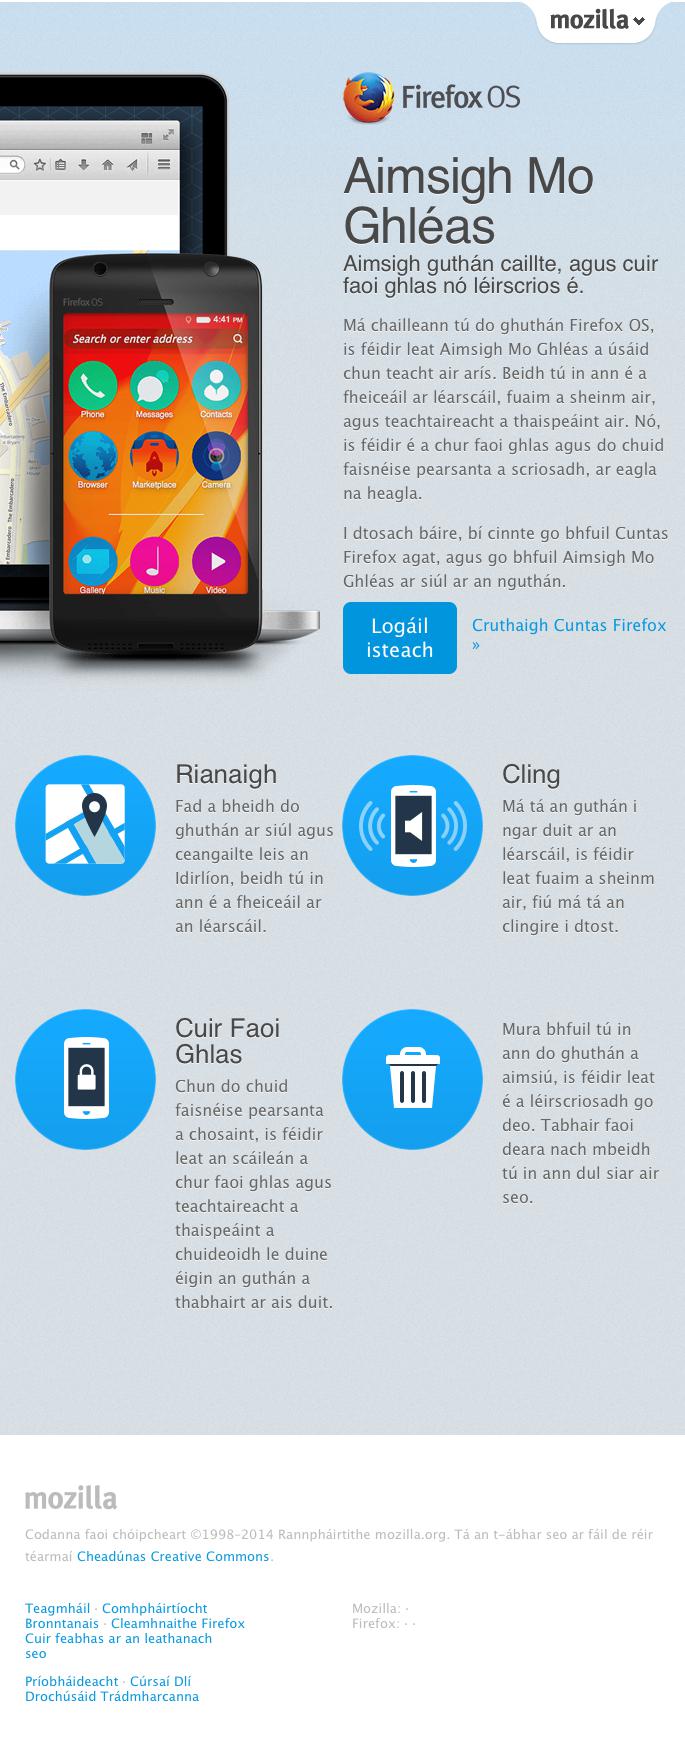 mozilla
Firefox OS
Aimsigh Mo
Ghléas
Aimsigh guthán caillte, agus cuir
faoi ghlas nó léirscrios é.
Má chailleann tú do ghuthán Firefox OS,
is féidir leat Aimsigh Mo Ghléas a úsáid
chun teacht air arís. Beidh tú in ann é a
fheiceáil ar léarscáil, fuaim a sheinm air,
agus teachtaireacht a thaispeáint air. Nó,
is féidir é a chur faoi ghlas agus do chuid
faisnéise pearsanta a scriosadh, ar eagla
na heagla.
I dtosach báire, bí cinnte go bhfuil Cuntas
Firefox agat, agus go bhfuil Aimsigh Mo
Ghléas ar siúl ar an nguthán.
Logáil
isteach
Cruthaigh Cuntas Firefox
»
Firefox OS
4:41 PM
Search or enter address
Phone Messages Contacts
Browser Marketplace Camera
Gallery Music Video
The Embarcadero
The Embarcadero
Rianaigh
Fad a bheidh do
ghuthán ar siúl agus
ceangailte leis an
Idirlíon, beidh tú in
ann é a fheiceáil ar
an léarscáil.
Cling
Má tá an guthán i
ngar duit ar an
léarscáil, is féidir
leat fuaim a sheinm
air, fiú má tá an
clingire i dtost.
Cuir Faoi
Ghlas
Chun do chuid
faisnéise pearsanta
a chosaint, is féidir
leat an scáileán a
chur faoi ghlas agus
teachtaireacht a
thaispeáint a
chuideoidh le duine
éigin an guthán a
thabhairt ar ais duit.
Mura bhfuil tú in
ann do ghuthán a
aimsiú, is féidir leat
é a léirscriosadh go
deo. Tabhair faoi
deara nach mbeidh
tú in ann dul siar air
seo.
mozilla
Codanna faoi chóipcheart ©1998–2014 Rannpháirtithe mozilla.org. Tá an t-ábhar seo ar fáil de réir
téarmaí Cheadúnas Creative Commons.
Teagmháil · Comhpháirtíocht
Bronntanais · Cleamhnaithe Firefox
Cuir feabhas ar an leathanach
seo
Príobháideacht · Cúrsaí Dlí
Drochúsáid Trádmharcanna
Mozilla: ·
Firefox: · ·